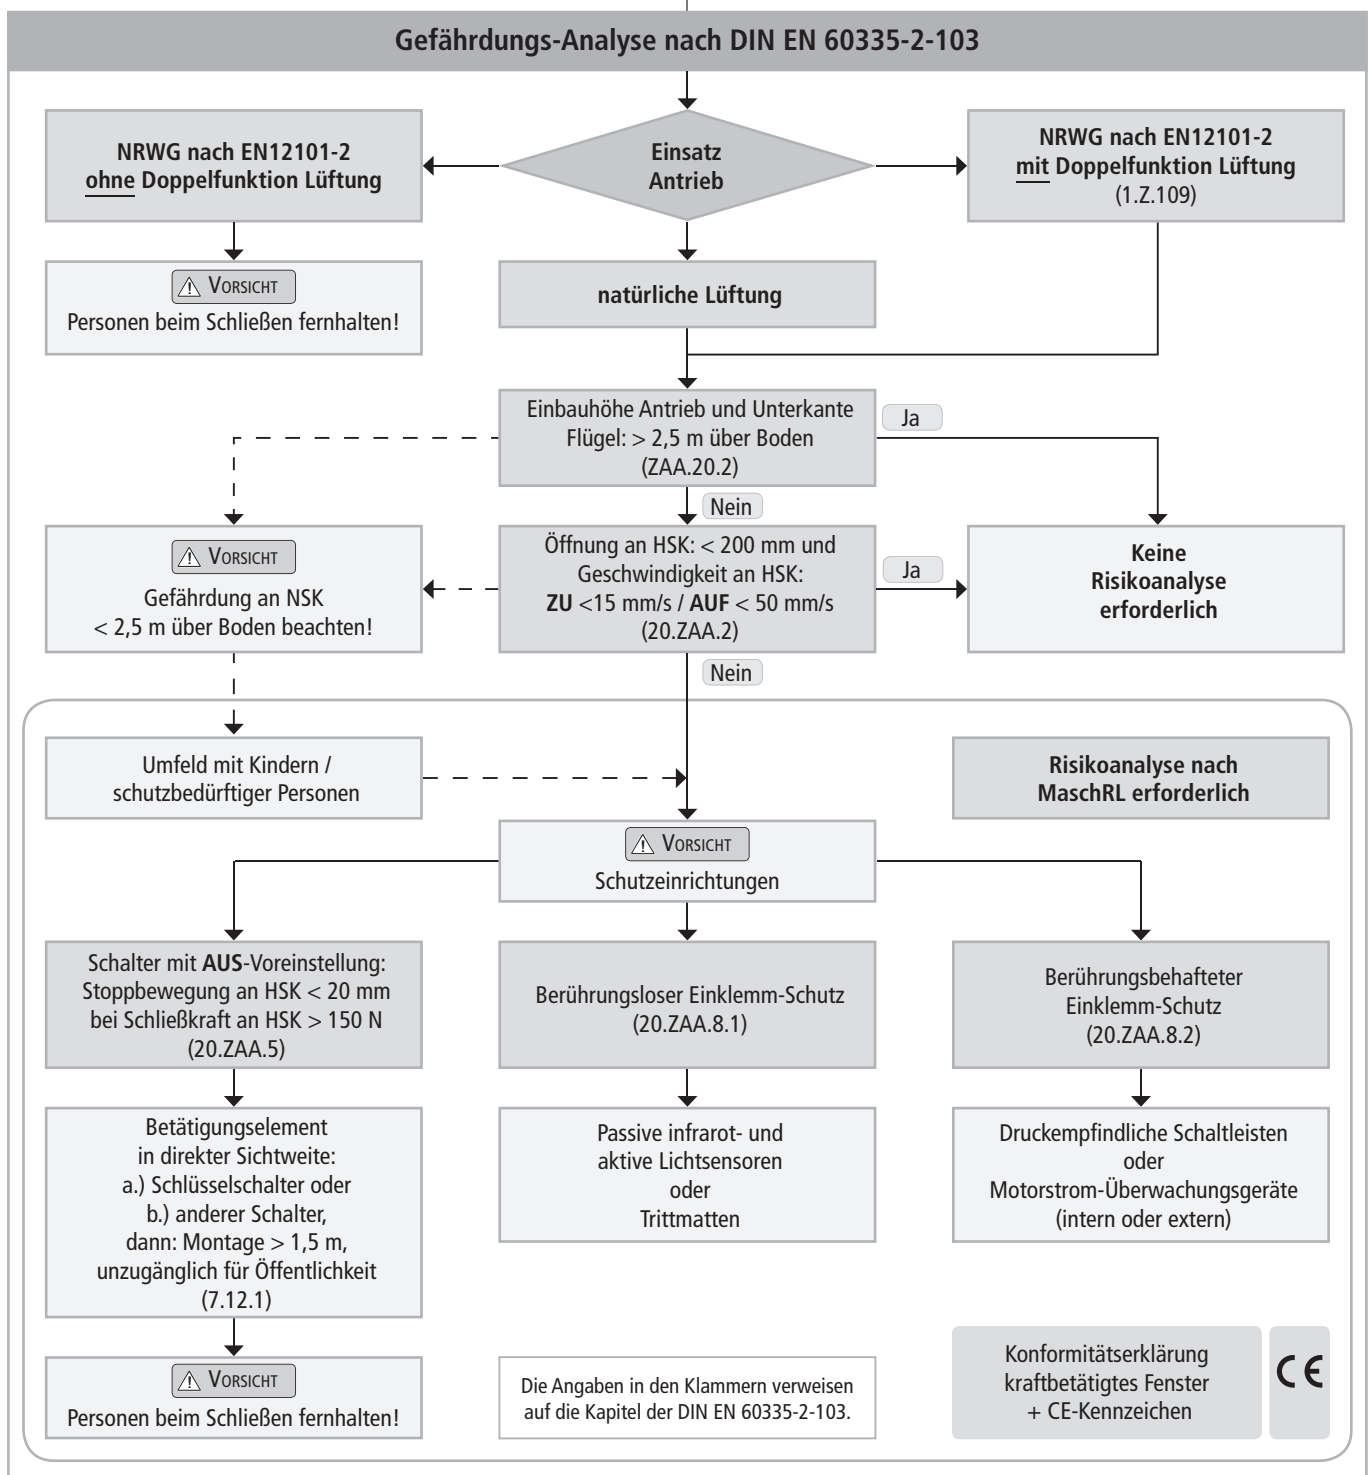 Gefährdungs-Analyse nach DIN EN 60335-2-103
NRWG nach EN12101-2
ohne Doppelfunktion Lüftung
Einsatz
Antrieb
NRWG nach EN12101-2
mit Doppelfunktion Lüftung
(1.Z.109)
VORSICHT
Personen beim Schließen fernhalten!
natürliche Lüftung
Einbauhöhe Antrieb und Unterkante
Flügel: > 2,5 m über Boden
(ZAA.20.2)
Ja
Nein
VORSICHT
Gefährdung an NSK
< 2,5 m über Boden beachten!
Öffnung an HSK: < 200 mm und
Geschwindigkeit an HSK:
ZU <15 mm/s / AUF < 50 mm/s
(20.ZAA.2)
Ja
Keine
Risikoanalyse
erforderlich
Nein
Umfeld mit Kindern /
schutzbedürftiger Personen
Risikoanalyse nach
MaschRL erforderlich
VORSICHT
Schutzeinrichtungen
Schalter mit AUS-Voreinstellung:
Stoppbewegung an HSK < 20 mm
bei Schließkraft an HSK > 150 N
(20.ZAA.5)
Berührungsloser Einklemm-Schutz
(20.ZAA.8.1)
Berührungsbehafteter
Einklemm-Schutz
(20.ZAA.8.2)
Betätigungselement
in direkter Sichtweite:
a.) Schlüsselschalter oder
b.) anderer Schalter,
dann: Montage > 1,5 m,
unzugänglich für Öffentlichkeit
(7.12.1)
Passive infrarot- und
aktive Lichtsensoren
oder
Trittmatten
Druckempfindliche Schaltleisten
oder
Motorstrom-Überwachungsgeräte
(intern oder extern)
VORSICHT
Personen beim Schließen fernhalten!
Die Angaben in den Klammern verweisen
auf die Kapitel der DIN EN 60335-2-103.
Konformitätserklärung
kraftbetätigtes Fenster
+ CE-Kennzeichen
CE